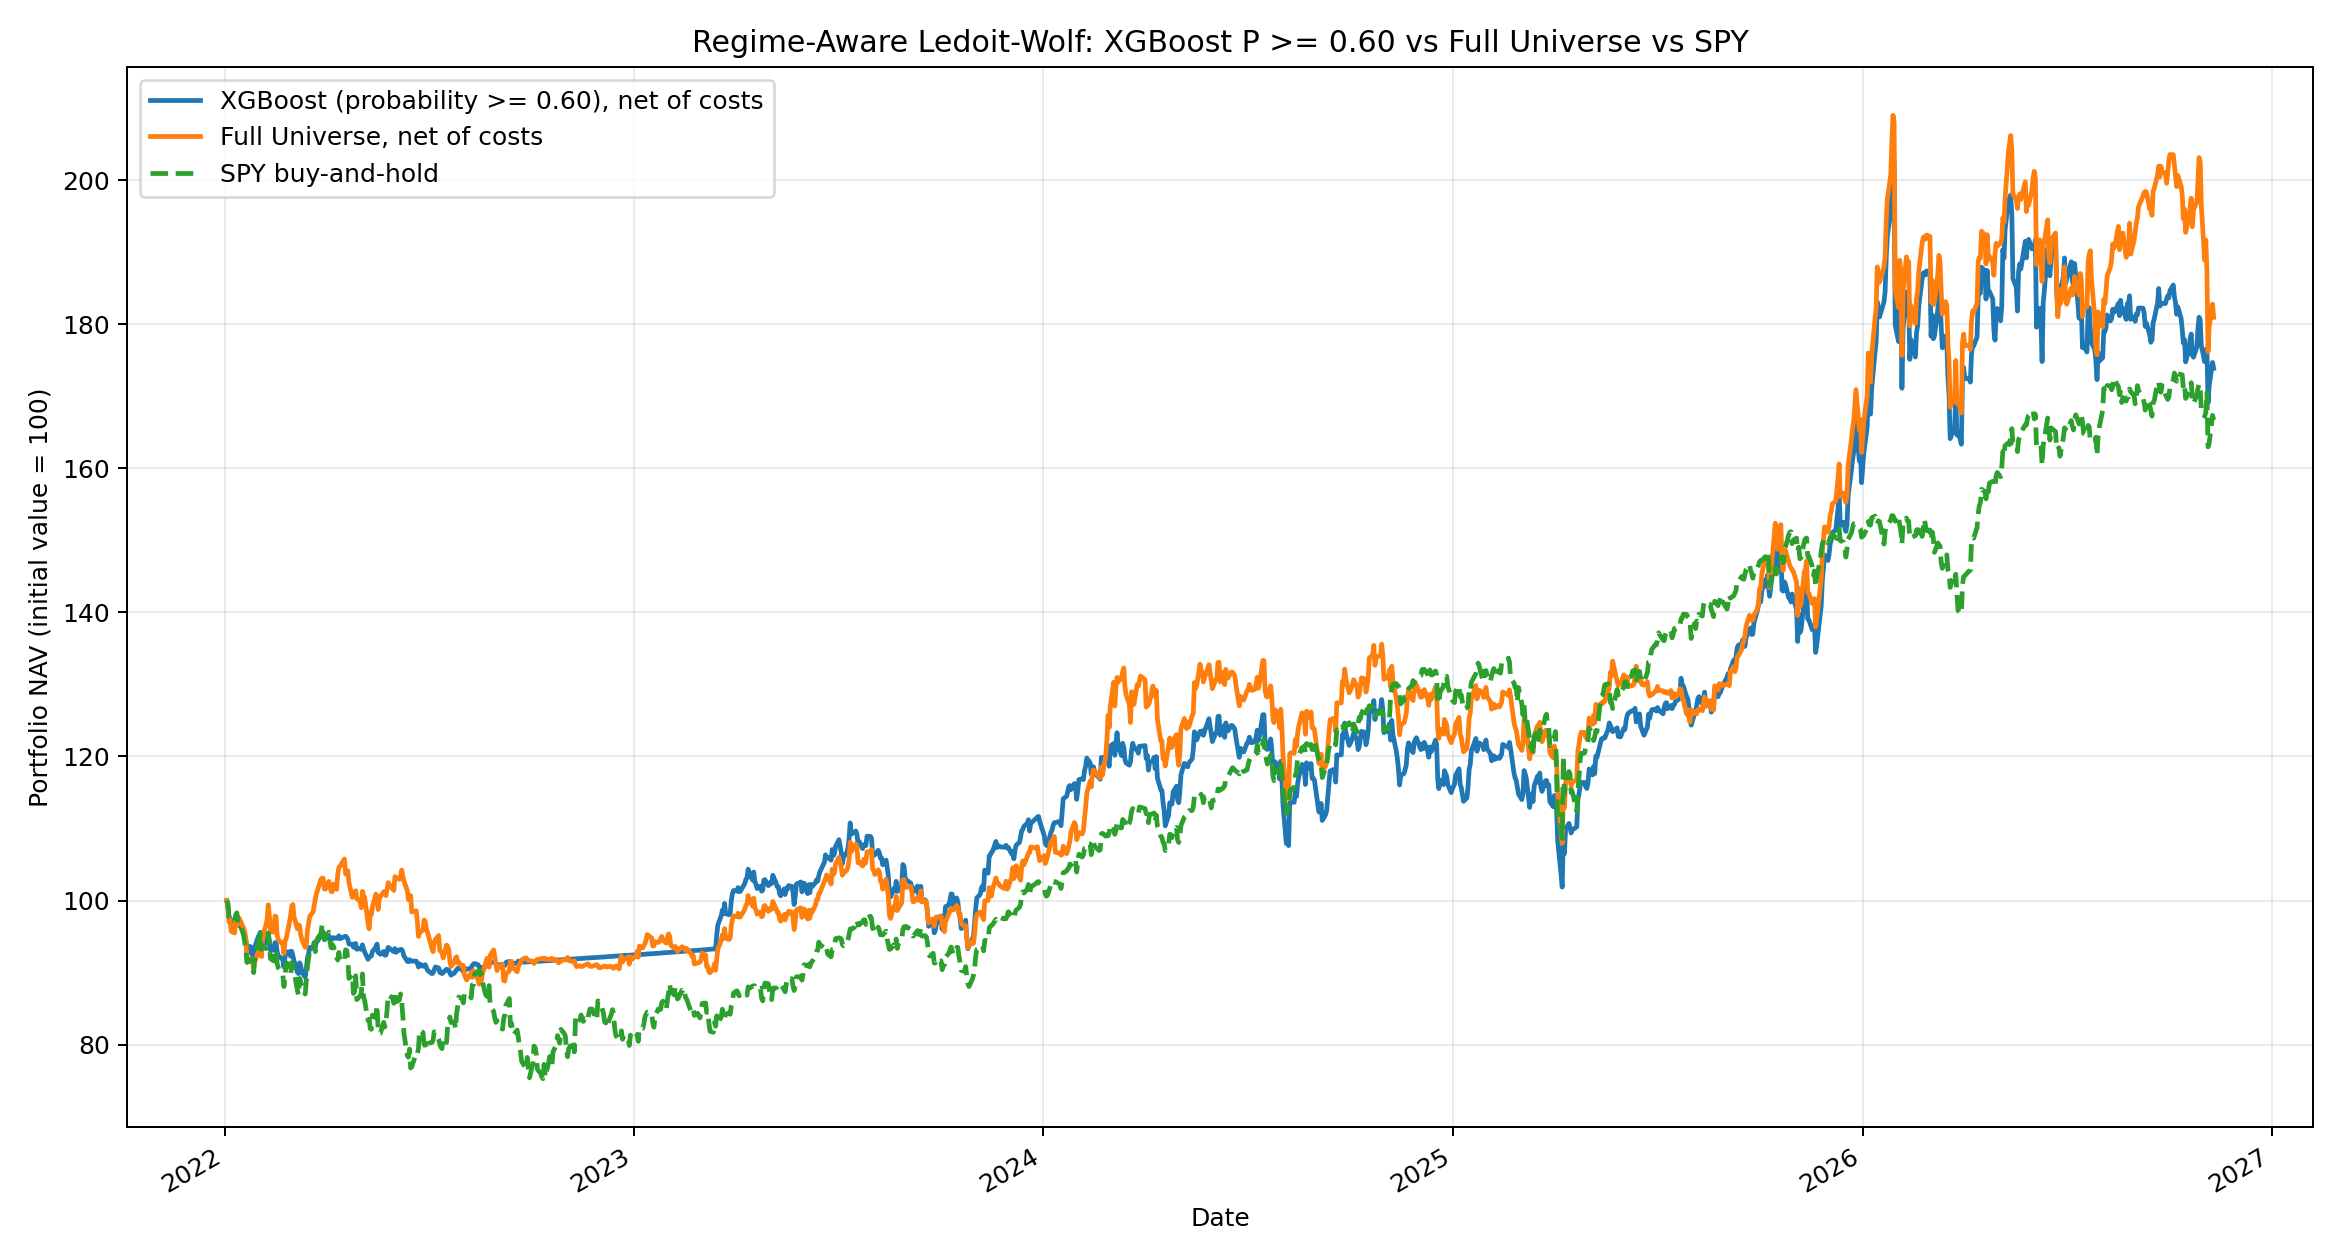 Regime-Aware Ledoit-Wolf: XGBoost P >= 0.60 vs Full Universe vs SPY
XGBoost (probability >= 0.60), net of costs
Full Universe, net of costs
SPY buy-and-hold
Portfolio NAV (initial value = 100)
200
180
160
140
120
100
80
2022
2023
2024
2025
2026
2027
Date